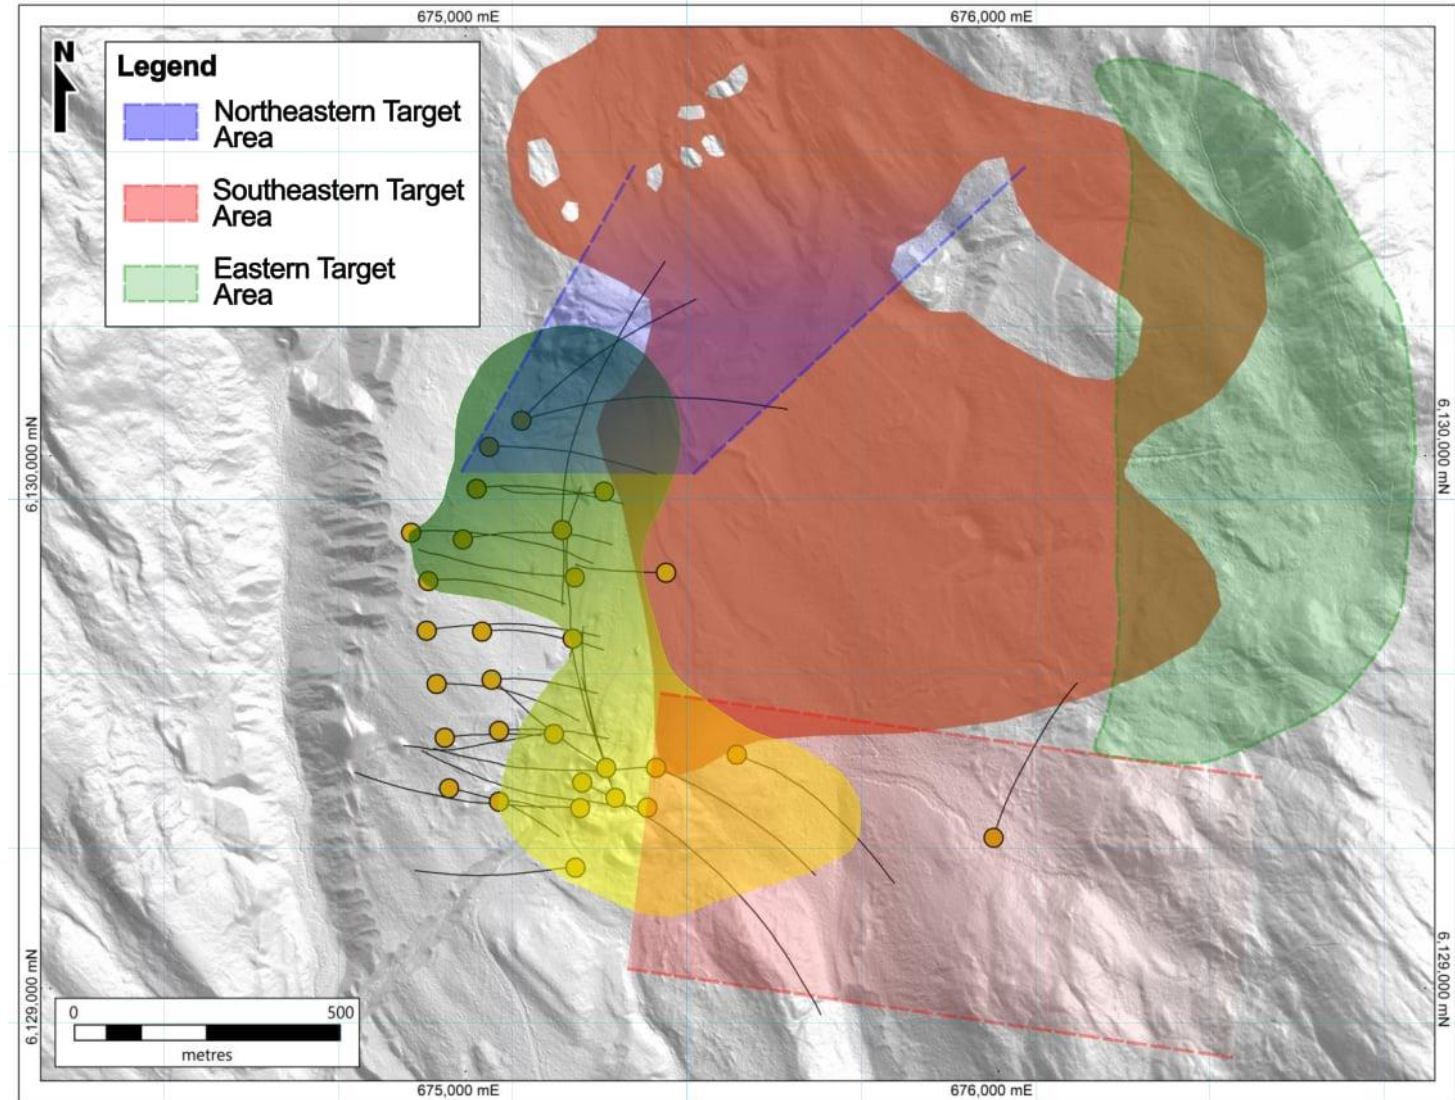 675,000 mE
676,000 mE
N
Legend
Northeastern Target
Area
Southeastern Target
Area
Eastern Target
Area
6,130,000 mN
6,130,000 mN
6,129,000 mN
6,129,000 mN
0
500
metres
675,000 mE
676,000 mE